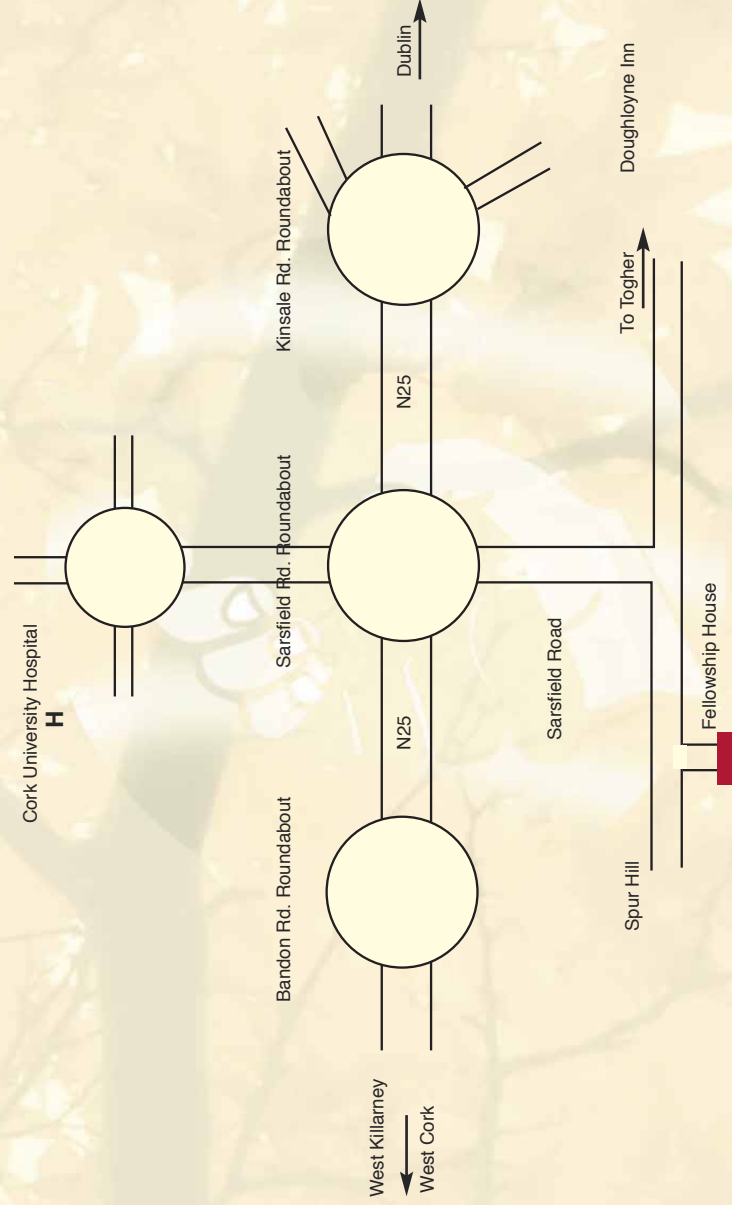 Cork University Hospital
H
Bandon Rd. Roundabout
Sarsfield Rd. Roundabout
Kinsale Rd. Roundabout
West Killarney
West Cork
N25
N25
Dublin
Sarsfield Road
Spur Hill
To Togher
Doughloyne Inn
Fellowship House